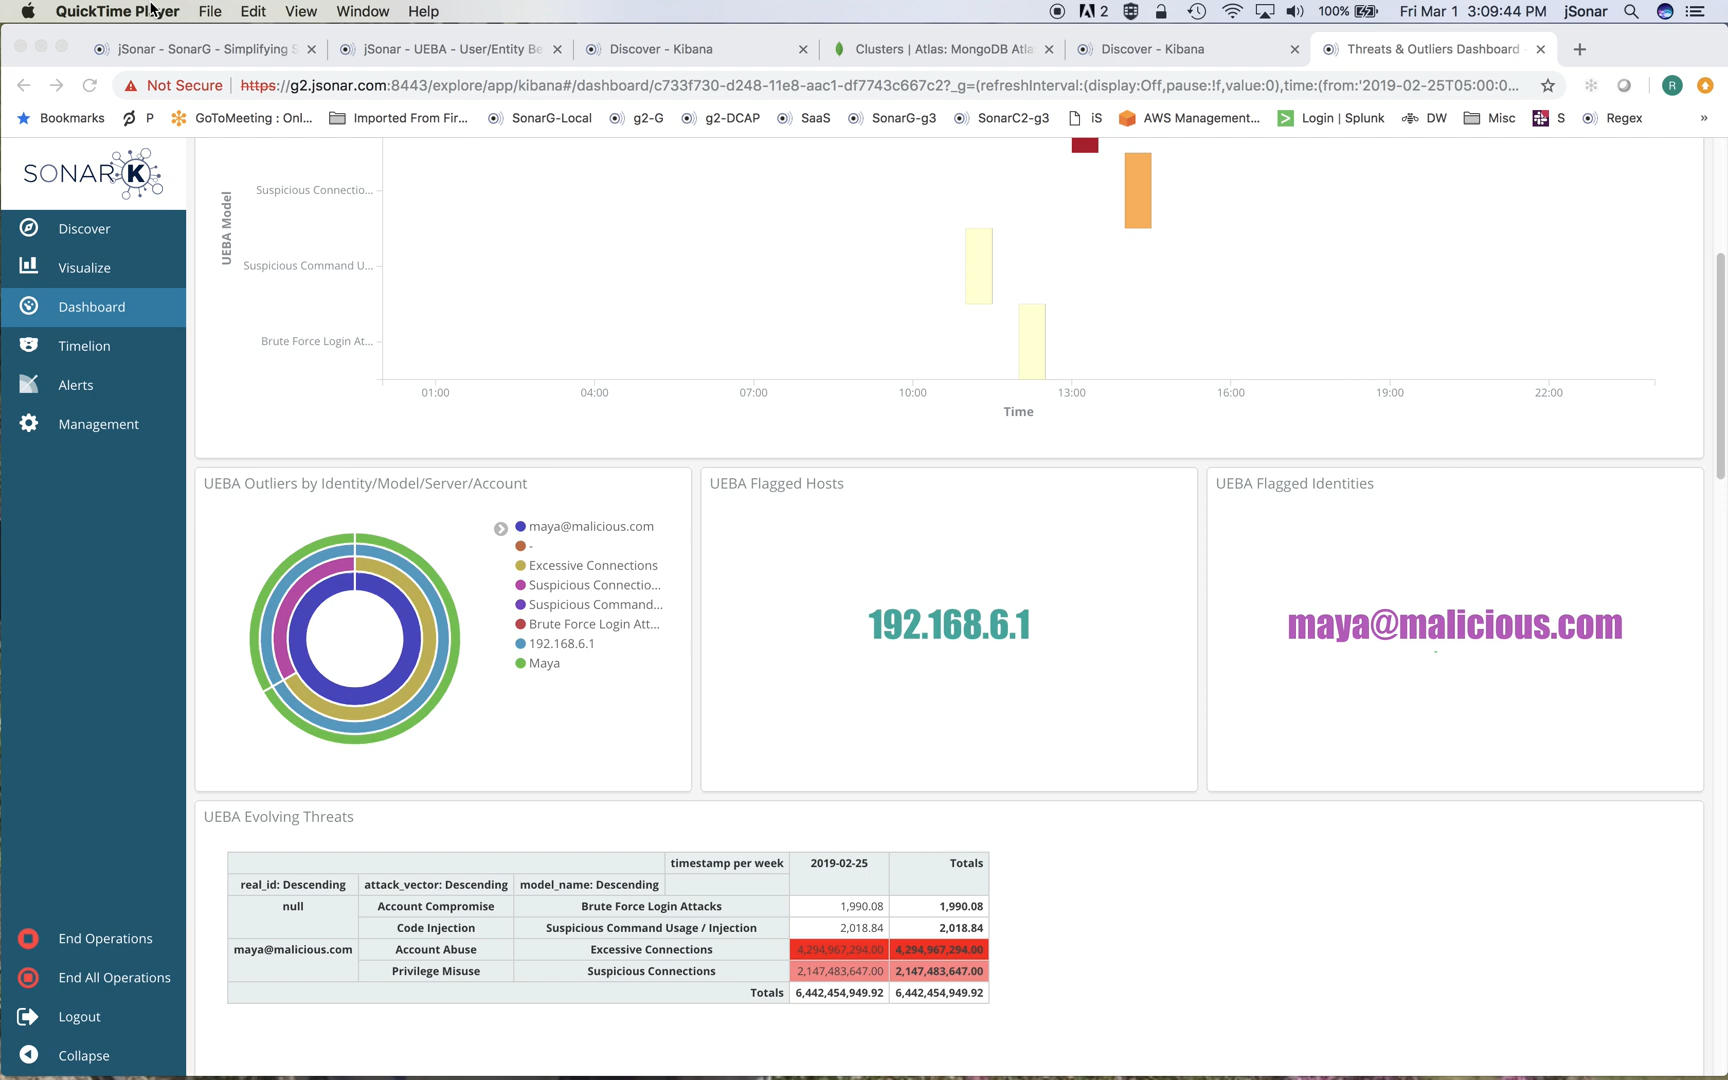 QuickTime Player File Edit View Window Help 2 100% Fri Mar 1 3:09:44 PM jSonar
jSonar - SonarG - Simplifying S jSonar - UEBA - User/Entity Be Discover - Kibana Clusters | Atlas: MongoDB Atla Discover - Kibana Threats & Outliers Dashboard
Not Secure https://g2.jsonar.com:8443/explore/app/kibana#/dashboard/c733f730-d248-11e8-aac1-df7743c667c2?_g=(refreshInterval:(display:Off,pause:!f,value:0),time:(from:'2019-02-25T05:00:0... R
Bookmarks P GoToMeeting : Onl... Imported From Fir... SonarG-Local g2-G g2-DCAP SaaS SonarG-g3 SonarC2-g3 iS AWS Management... Login | Splunk DW Misc S Regex »
SONAR K
Discover
Visualize
Dashboard
Timelion
Alerts
Management
End Operations
End All Operations
Logout
Collapse
UEBA Model
Suspicious Connectio...
Suspicious Command U...
Brute Force Login At...
01:00 04:00 07:00 10:00 13:00 16:00 19:00 22:00
Time
UEBA Outliers by Identity/Model/Server/Account
maya@malicious.com
-
Excessive Connections
Suspicious Connectio...
Suspicious Command...
Brute Force Login Att...
192.168.6.1
Maya
UEBA Flagged Hosts
192.168.6.1
UEBA Flagged Identities
maya@malicious.com
-
UEBA Evolving Threats
timestamp per week 2019-02-25 Totals
real_id: Descending attack_vector: Descending model_name: Descending
null Account Compromise Brute Force Login Attacks 1,990.08 1,990.08
Code Injection Suspicious Command Usage / Injection 2,018.84 2,018.84
maya@malicious.com Account Abuse Excessive Connections 4,294,967,294.00 4,294,967,294.00
Privilege Misuse Suspicious Connections 2,147,483,647.00 2,147,483,647.00
Totals 6,442,454,949.92 6,442,454,949.92